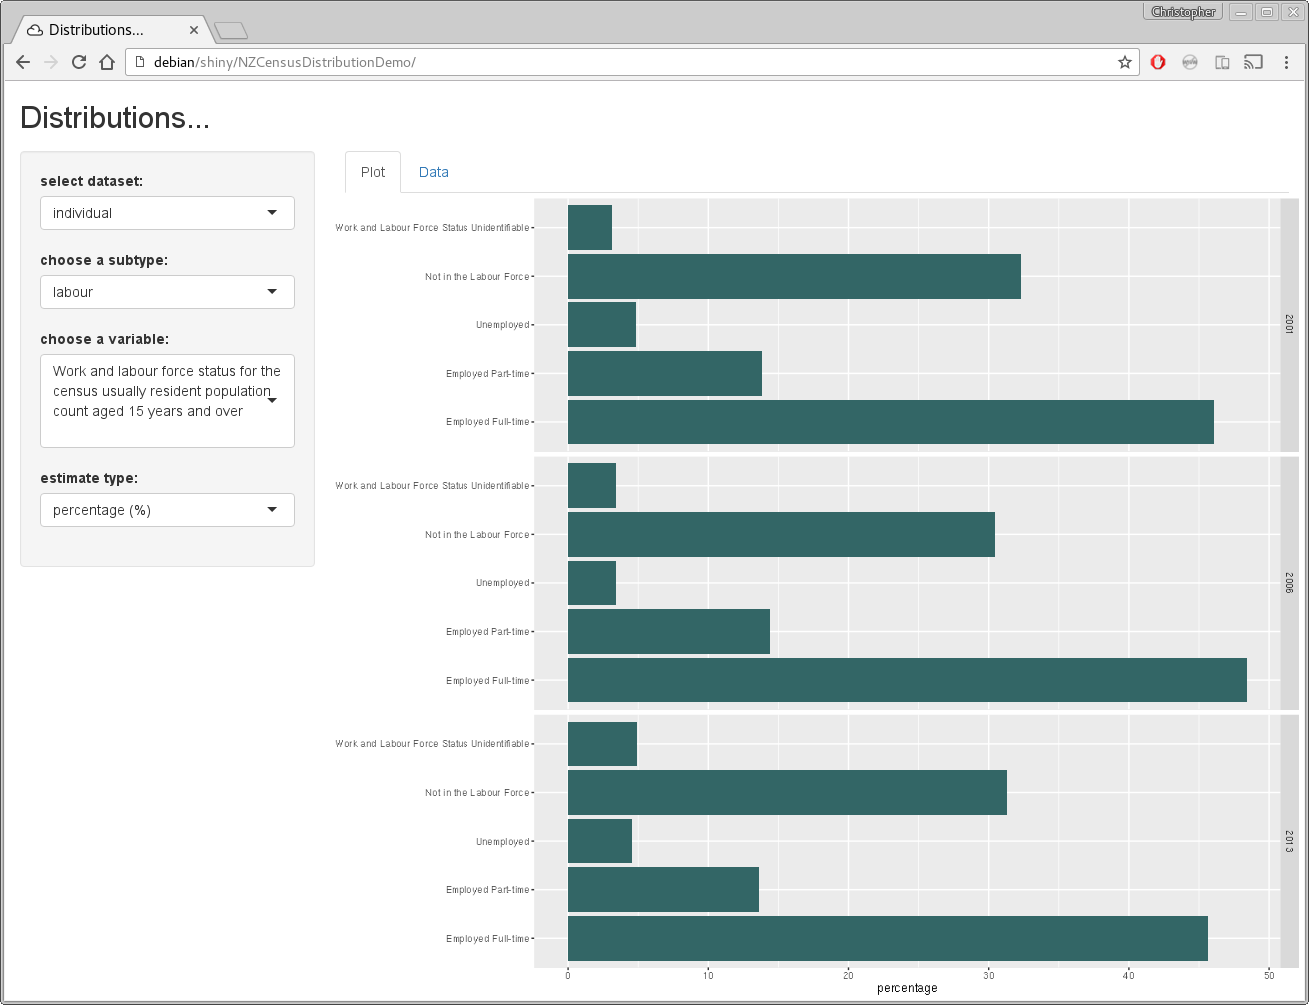 Christopher
Distributions...
debian/shiny/NZCensusDistributionDemo/
Distributions...
select dataset:
individual
choose a subtype:
labour
choose a variable:
Work and labour force status for the
census usually resident population
count aged 15 years and over
estimate type:
percentage (%)
Plot Data
Work and Labour Force Status Unidentifiable
Not in the Labour Force
Unemployed
Employed Part-time
Employed Full-time
2001
Work and Labour Force Status Unidentifiable
Not in the Labour Force
Unemployed
Employed Part-time
Employed Full-time
2006
Work and Labour Force Status Unidentifiable
Not in the Labour Force
Unemployed
Employed Part-time
Employed Full-time
2013
0 10 20 30 40 50
percentage